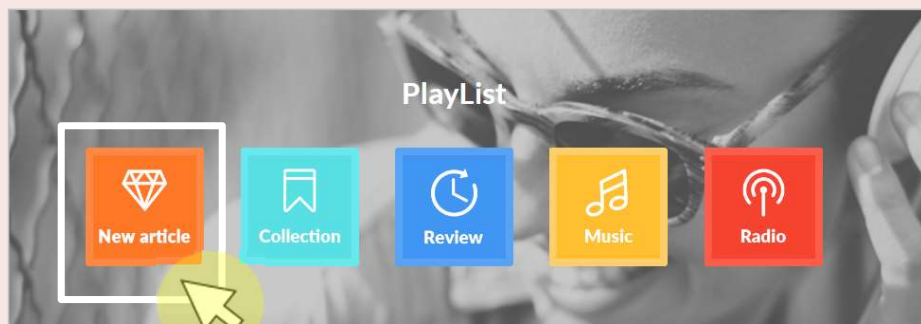 PlayList
New article
Collection
Review
Music
Radio